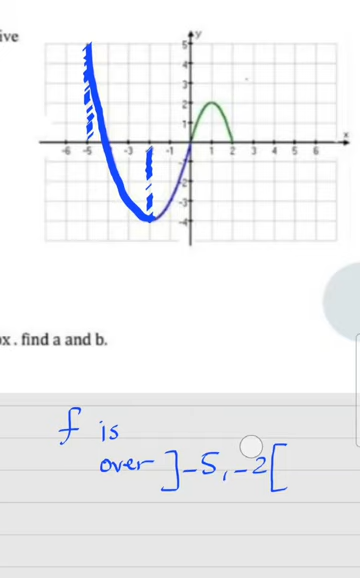 ive
y
5
4
3
2
1
-6 -5 -3 -2 -1 1 2 3 4 5 6 x
-2
-3
-4
x. find a and b.
f is
over ]-5, -2[